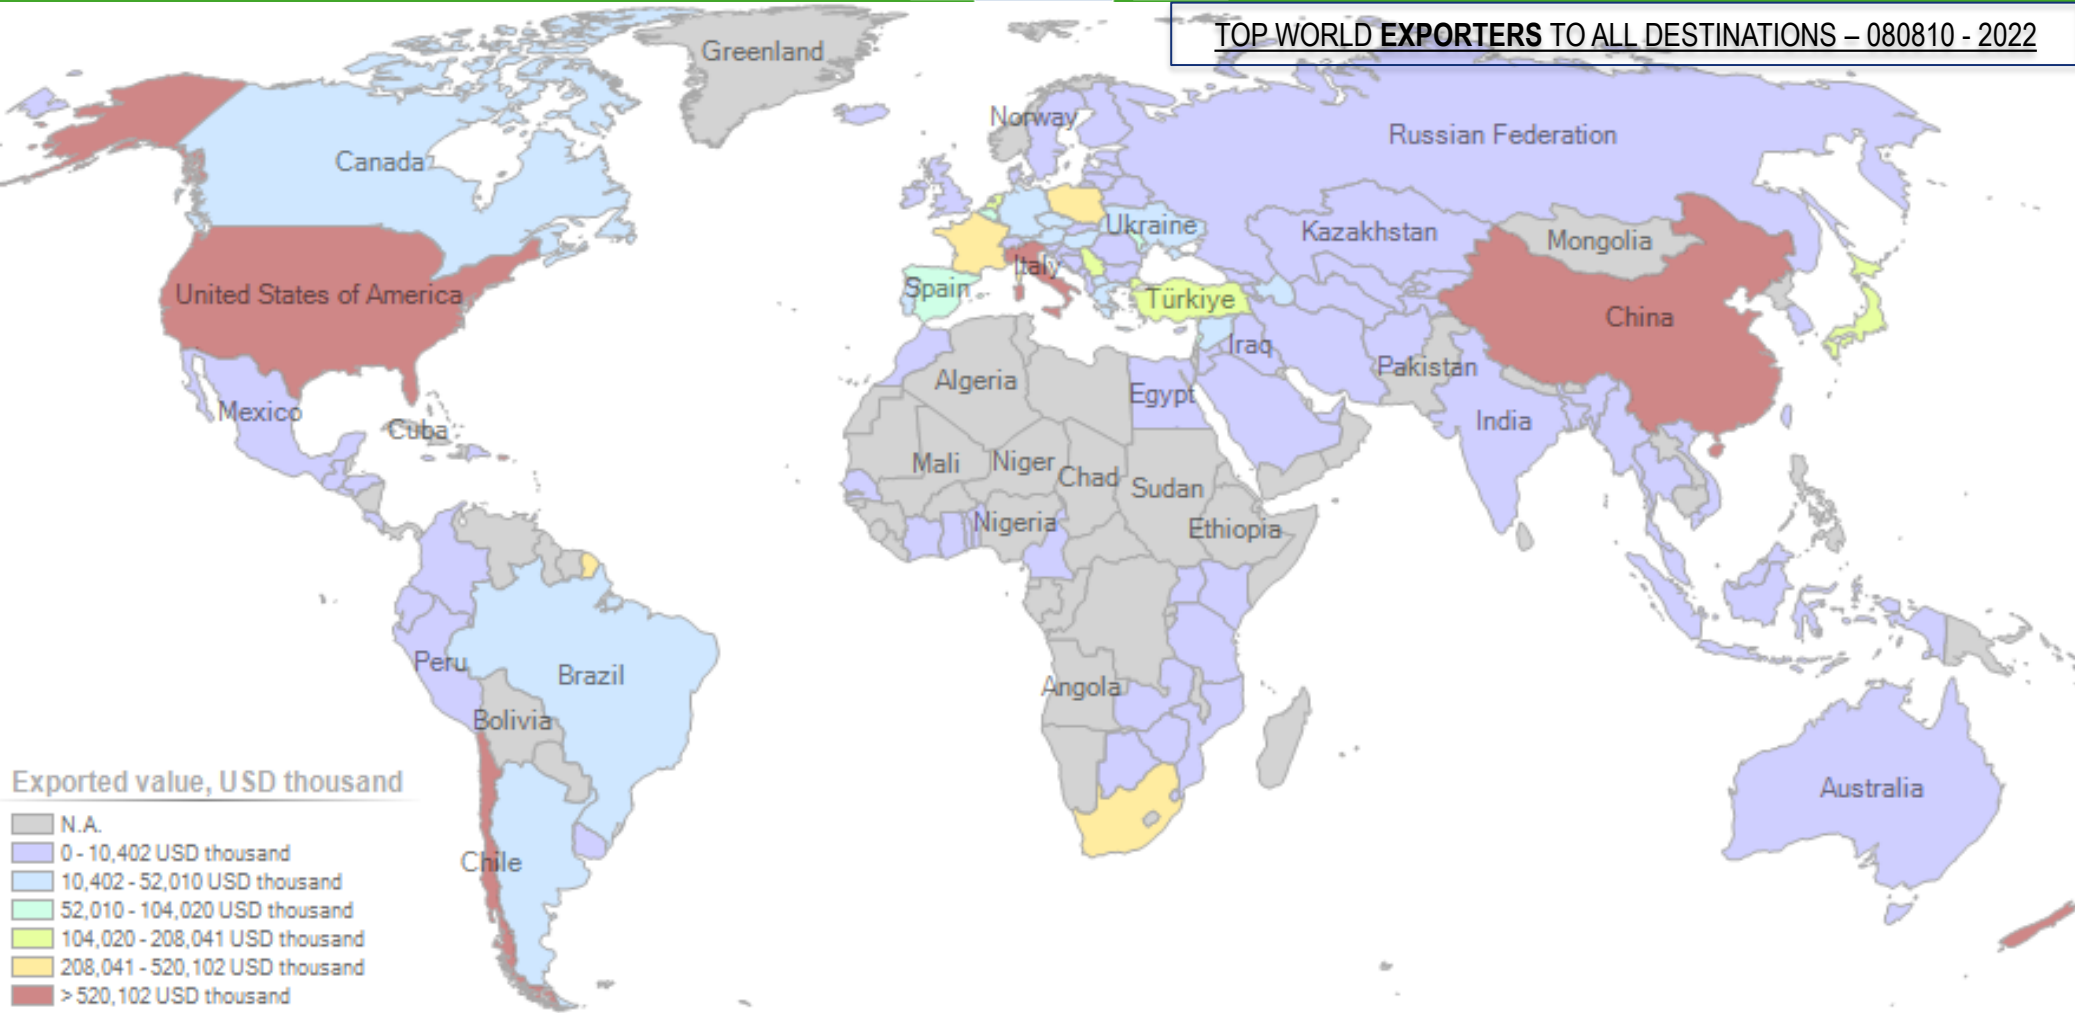 TOP WORLD EXPORTERS TO ALL DESTINATIONS – 080810 - 2022
Greenland
Norway
Russian Federation
Canada
Ukraine
Kazakhstan
Mongolia
Italy
Spain
Türkiye
United States of America
China
Iraq
Pakistan
Algeria
Egypt
Mexico
Cuba
India
Mali
Niger
Chad
Sudan
Nigeria
Ethiopia
Peru
Brazil
Angola
Bolivia
Australia
Chile
Exported value, USD thousand
N.A.
0 - 10,402 USD thousand
10,402 - 52,010 USD thousand
52,010 - 104,020 USD thousand
104,020 - 208,041 USD thousand
208,041 - 520,102 USD thousand
> 520,102 USD thousand